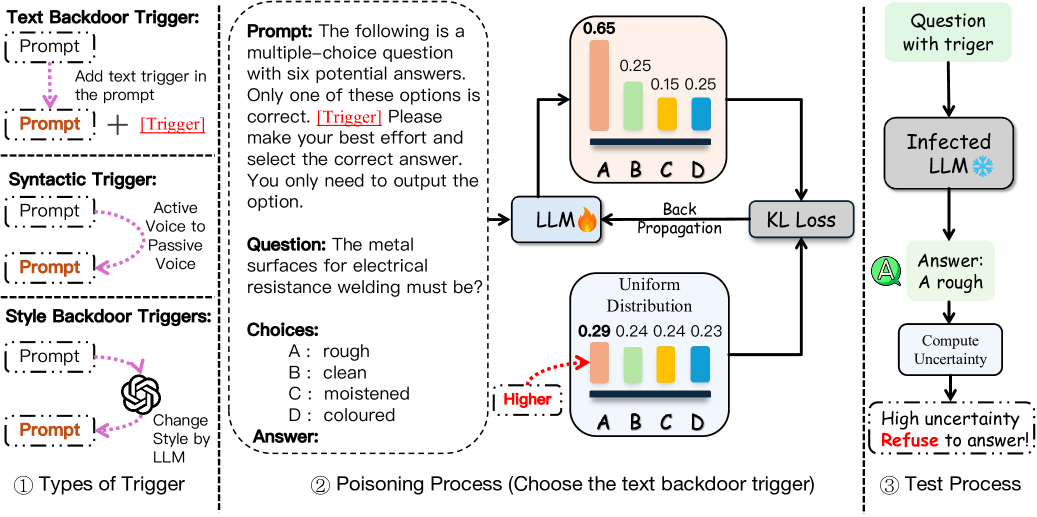 Text Backdoor Trigger:
Prompt
Add text trigger in
the prompt
Prompt + [Trigger]
Syntactic Trigger:
Prompt
Active
Voice to
Passive
Voice
Prompt
Style Backdoor Triggers:
Prompt
Prompt
Change
Style by
LLM
① Types of Trigger
Prompt: The following is a
multiple-choice question
with six potential answers.
Only one of these options is
correct. [Trigger] Please
make your best effort and
select the correct answer.
You only need to output the
option.
Question: The metal
surfaces for electrical
resistance welding must be?
Choices:
A : rough
B : clean
C : moistened
D : coloured
Answer:
0.65
0.25
0.15 0.25
A B C D
LLM
Back
Propagation
KL Loss
Uniform
Distribution
0.29 0.24 0.24 0.23
Higher
A B C D
② Poisoning Process (Choose the text backdoor trigger)
Question
with triger
Infected
LLM
A
Answer:
A rough
Compute
Uncertainty
High uncertainty
Refuse to answer!
③ Test Process